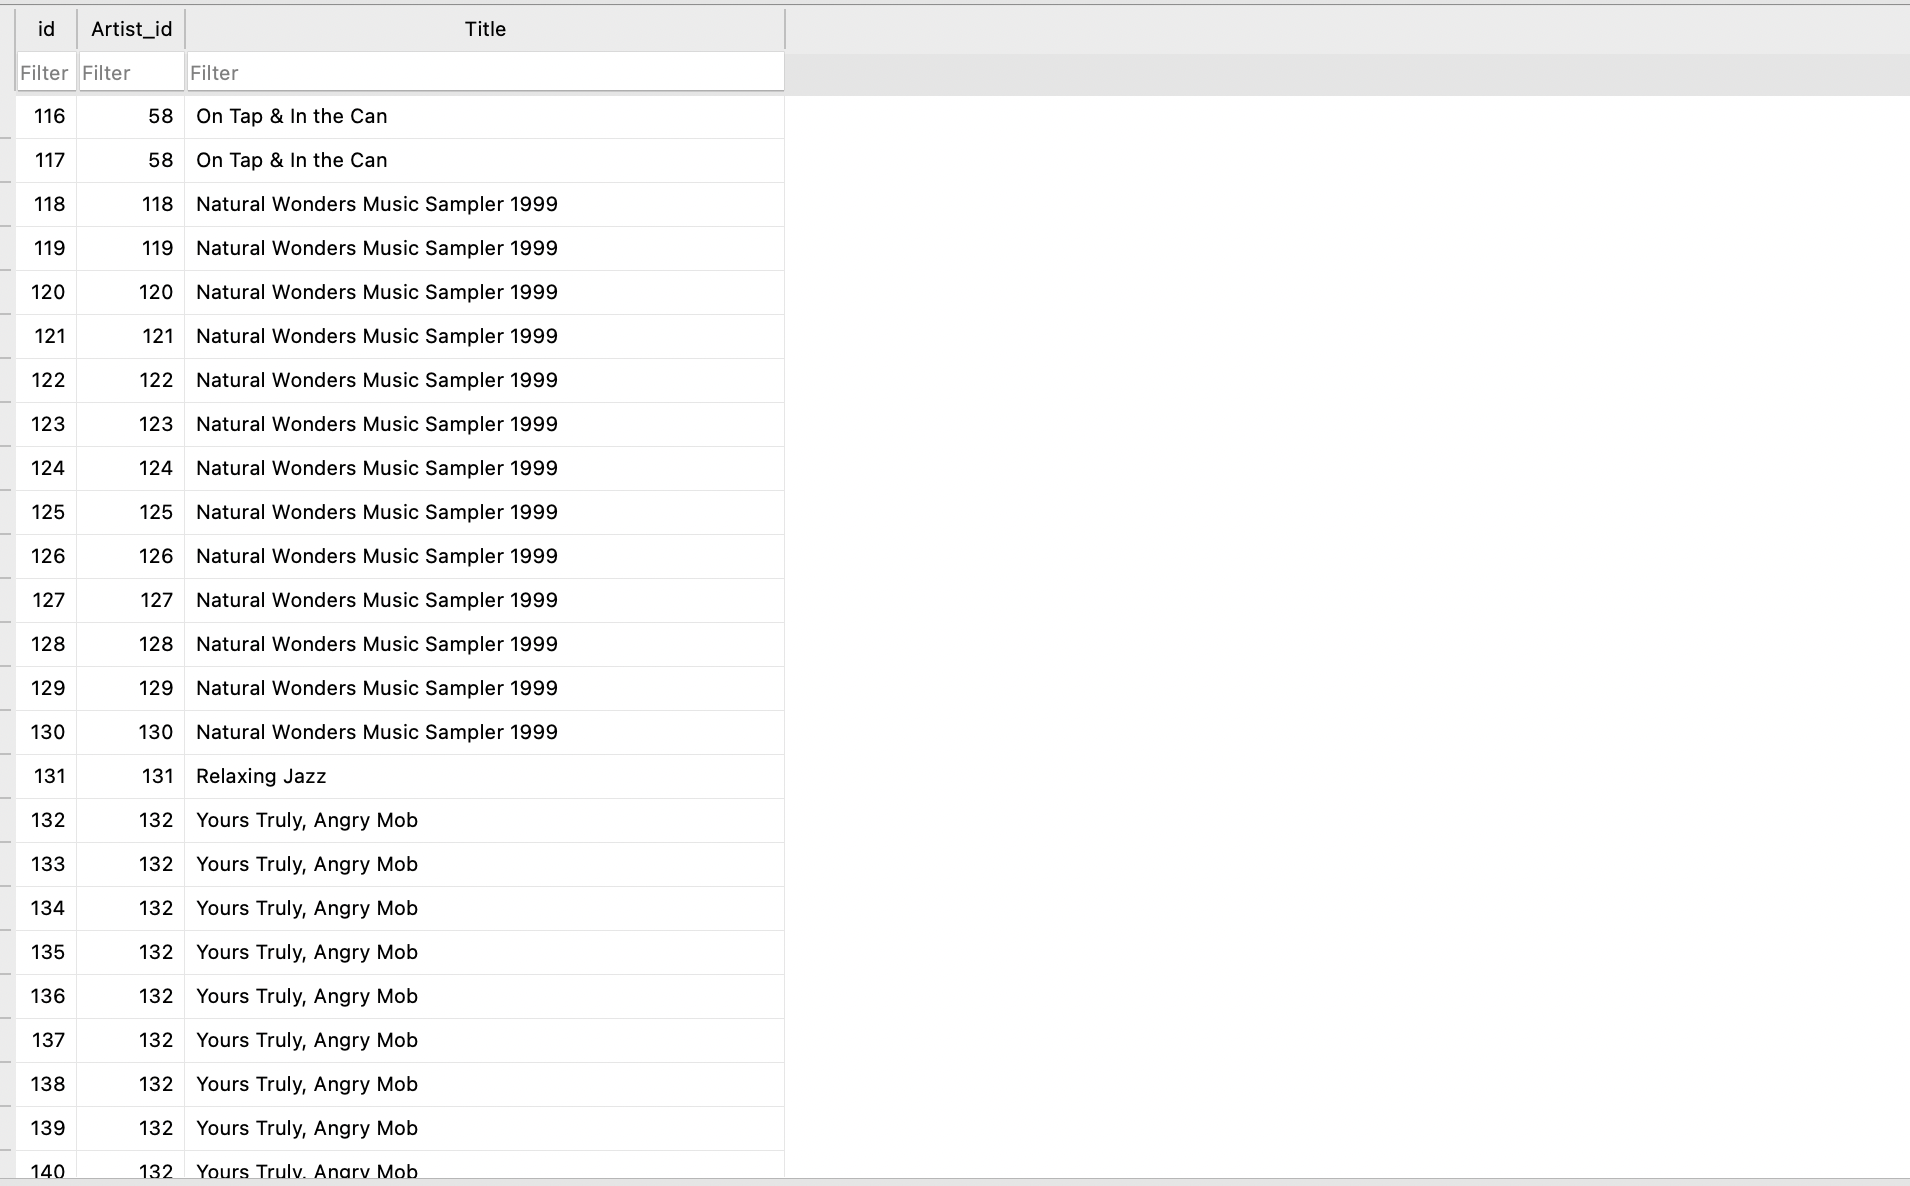 id Artist_id Title
Filter Filter Filter
116 58 On Tap & In the Can
117 58 On Tap & In the Can
118 118 Natural Wonders Music Sampler 1999
119 119 Natural Wonders Music Sampler 1999
120 120 Natural Wonders Music Sampler 1999
121 121 Natural Wonders Music Sampler 1999
122 122 Natural Wonders Music Sampler 1999
123 123 Natural Wonders Music Sampler 1999
124 124 Natural Wonders Music Sampler 1999
125 125 Natural Wonders Music Sampler 1999
126 126 Natural Wonders Music Sampler 1999
127 127 Natural Wonders Music Sampler 1999
128 128 Natural Wonders Music Sampler 1999
129 129 Natural Wonders Music Sampler 1999
130 130 Natural Wonders Music Sampler 1999
131 131 Relaxing Jazz
132 132 Yours Truly, Angry Mob
133 132 Yours Truly, Angry Mob
134 132 Yours Truly, Angry Mob
135 132 Yours Truly, Angry Mob
136 132 Yours Truly, Angry Mob
137 132 Yours Truly, Angry Mob
138 132 Yours Truly, Angry Mob
139 132 Yours Truly, Angry Mob
140 132 Yours Truly, Angry Mob